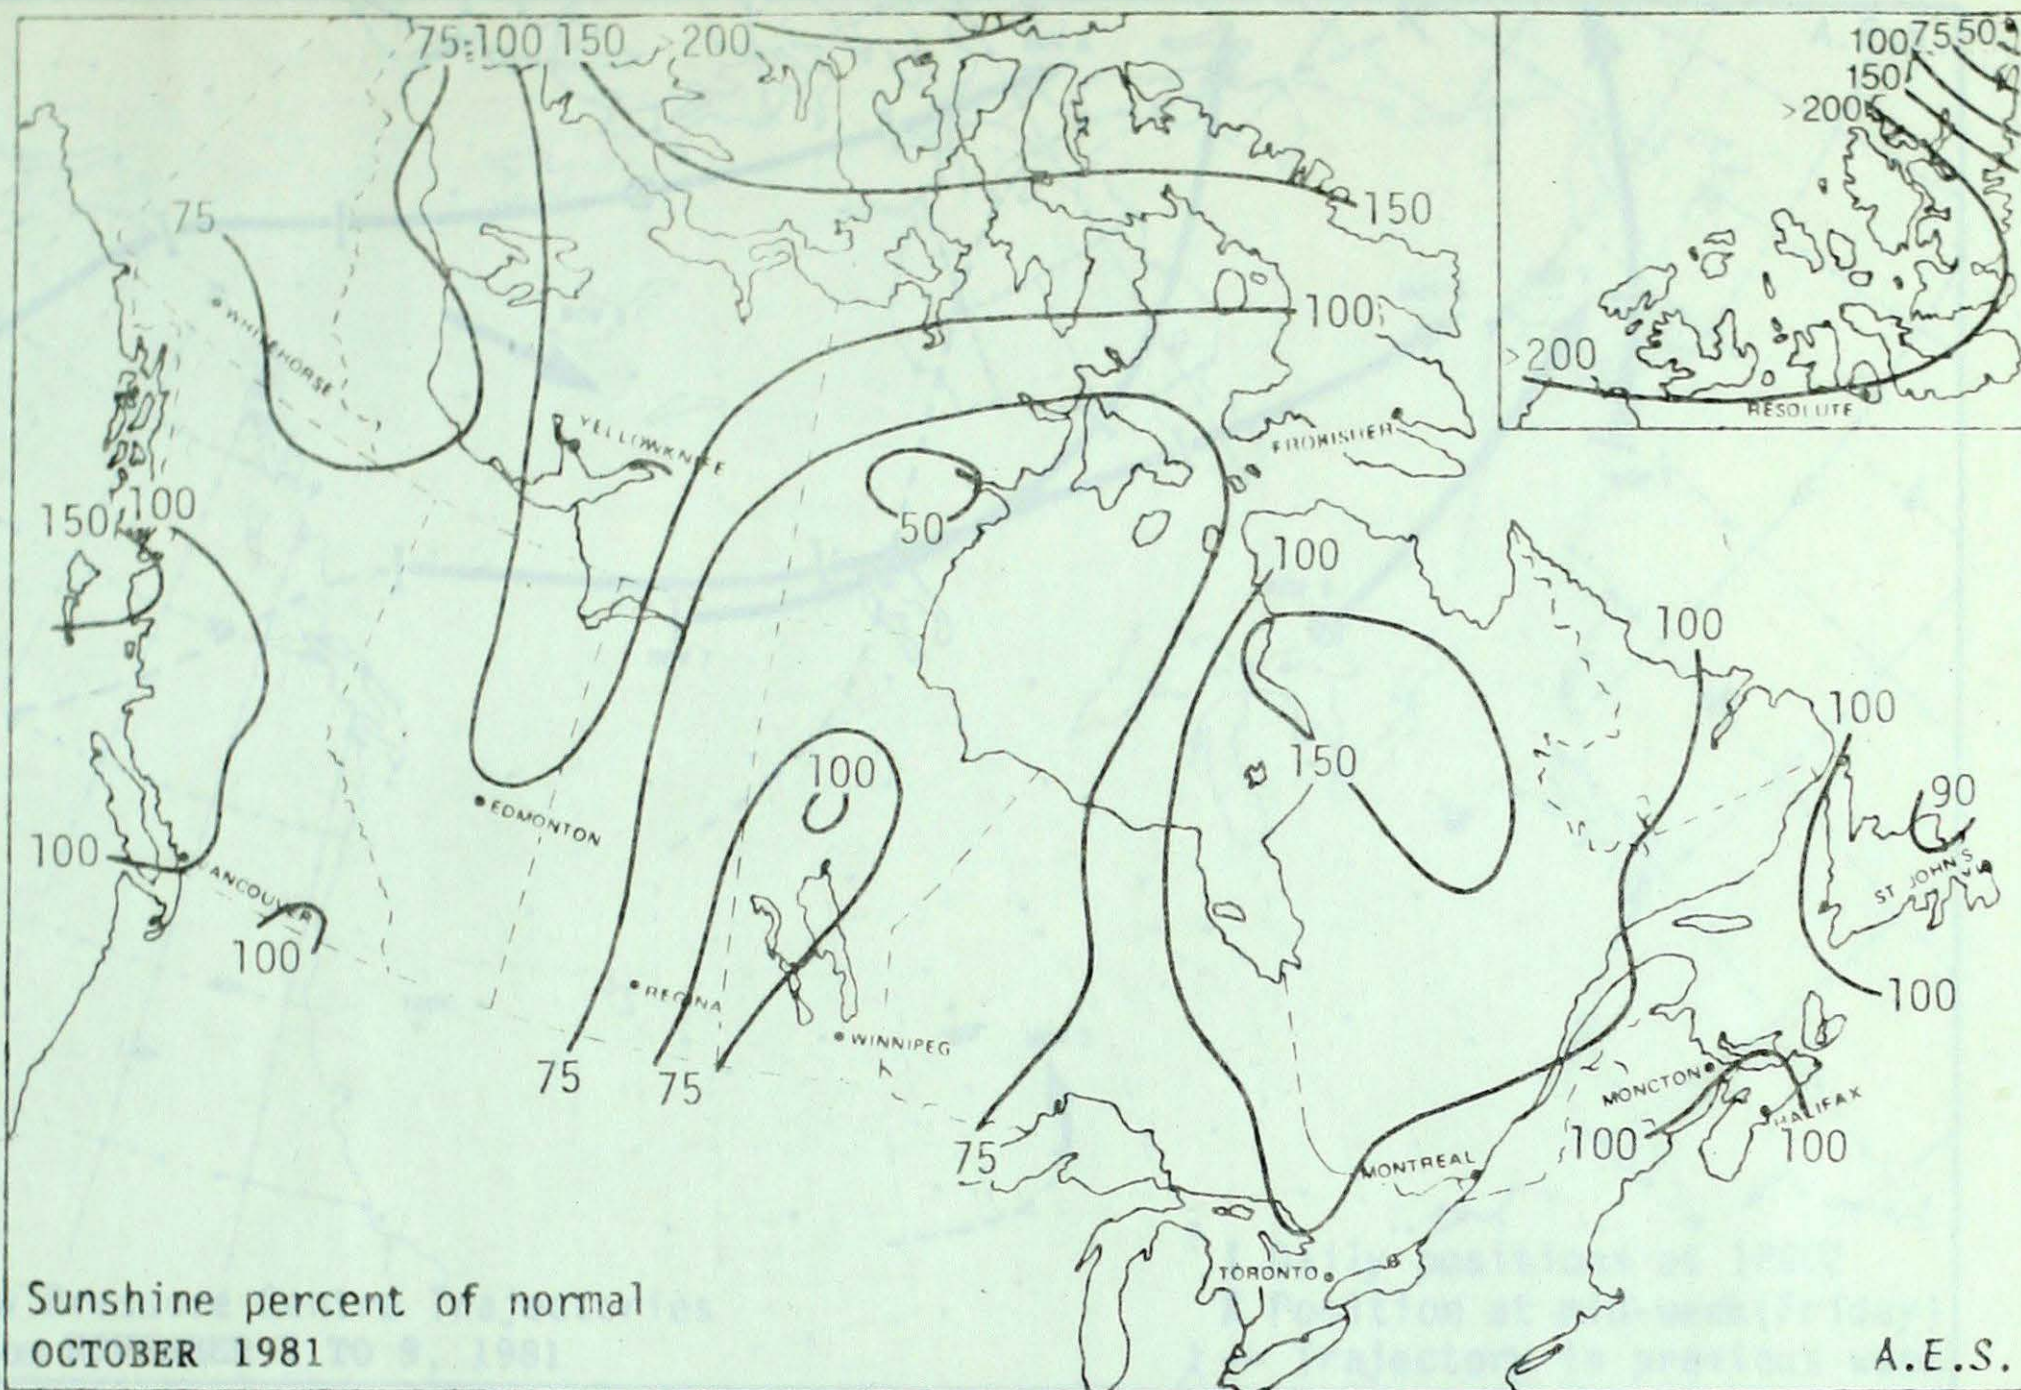 75 100 150 >200
100 75 50
150
>200
75
150
WHITEHORSE
100
>200
RESOLUTE
YELLOWKNIFE
FROBISHER
150 100
50
100
100
100
150
100
90
EDMONTON
100
VANCOUVER
ST JOHN'S
100
REGINA
100
WINNIPEG
75
75
MONCTON
HALIFAX
75
MONTREAL
100
100
TORONTO
Sunshine percent of normal
OCTOBER 1981
A.E.S.